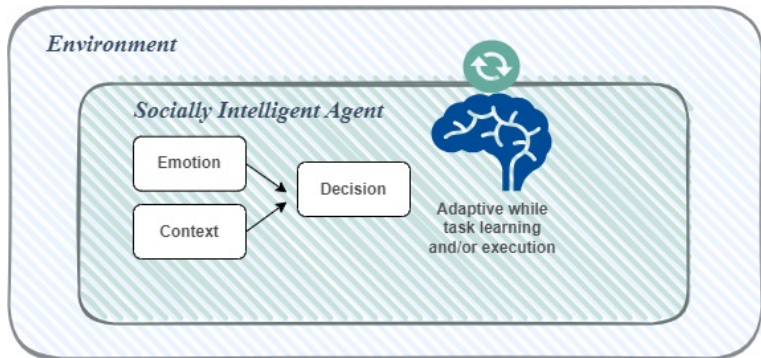 Environment
Socially Intelligent Agent
Emotion
Context
Decision
Adaptive while
task learning
and/or execution